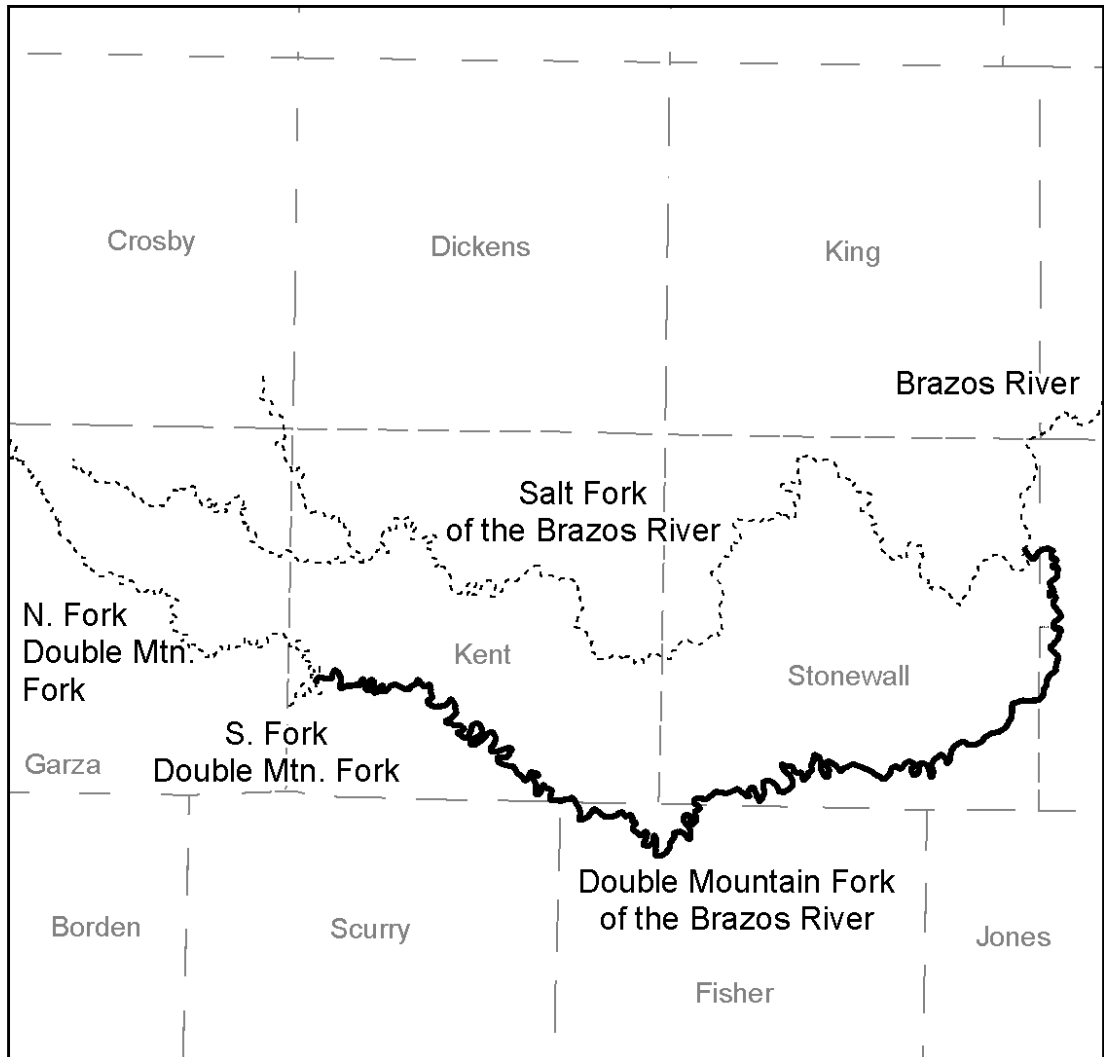 Crosby
Dickens
King
Brazos River
Salt Fork
of the Brazos River
N. Fork
Double Mtn.
Fork
Kent
Stonewall
S. Fork
Double Mtn. Fork
Garza
Double Mountain Fork
of the Brazos River
Borden
Scurry
Jones
Fisher